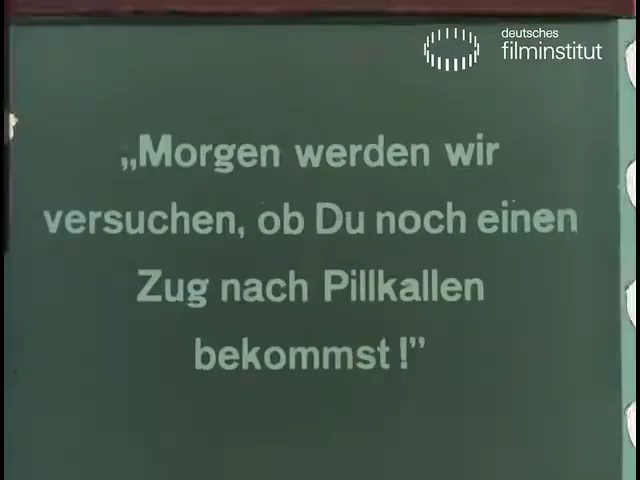 deutsches
filminstitut
„Morgen werden wir
versuchen, ob Du noch einen
Zug nach Pillkallen
bekommst!”